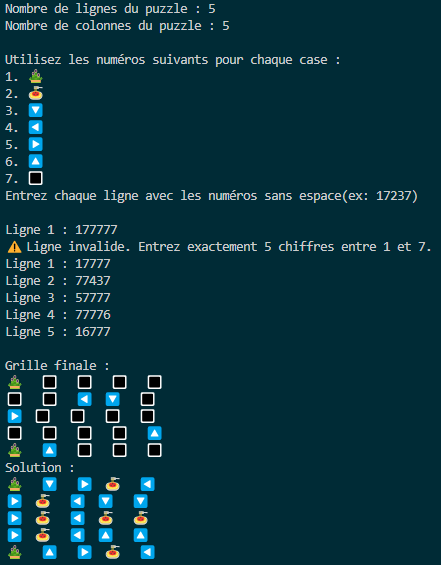 Nombre de lignes du puzzle : 5
Nombre de colonnes du puzzle : 5
Utilisez les numéros suivants pour chaque case :
1. 🪴
2. 🍝
3. 🔽
4. ◀️
5. ▶️
6. 🔼
7. 🔲
Entrez chaque ligne avec les numéros sans espace(ex: 17237)
Ligne 1 : 177777
⚠️ Ligne invalide. Entrez exactement 5 chiffres entre 1 et 7.
Ligne 1 : 17777
Ligne 2 : 77437
Ligne 3 : 57777
Ligne 4 : 77776
Ligne 5 : 16777
Grille finale :
Solution :